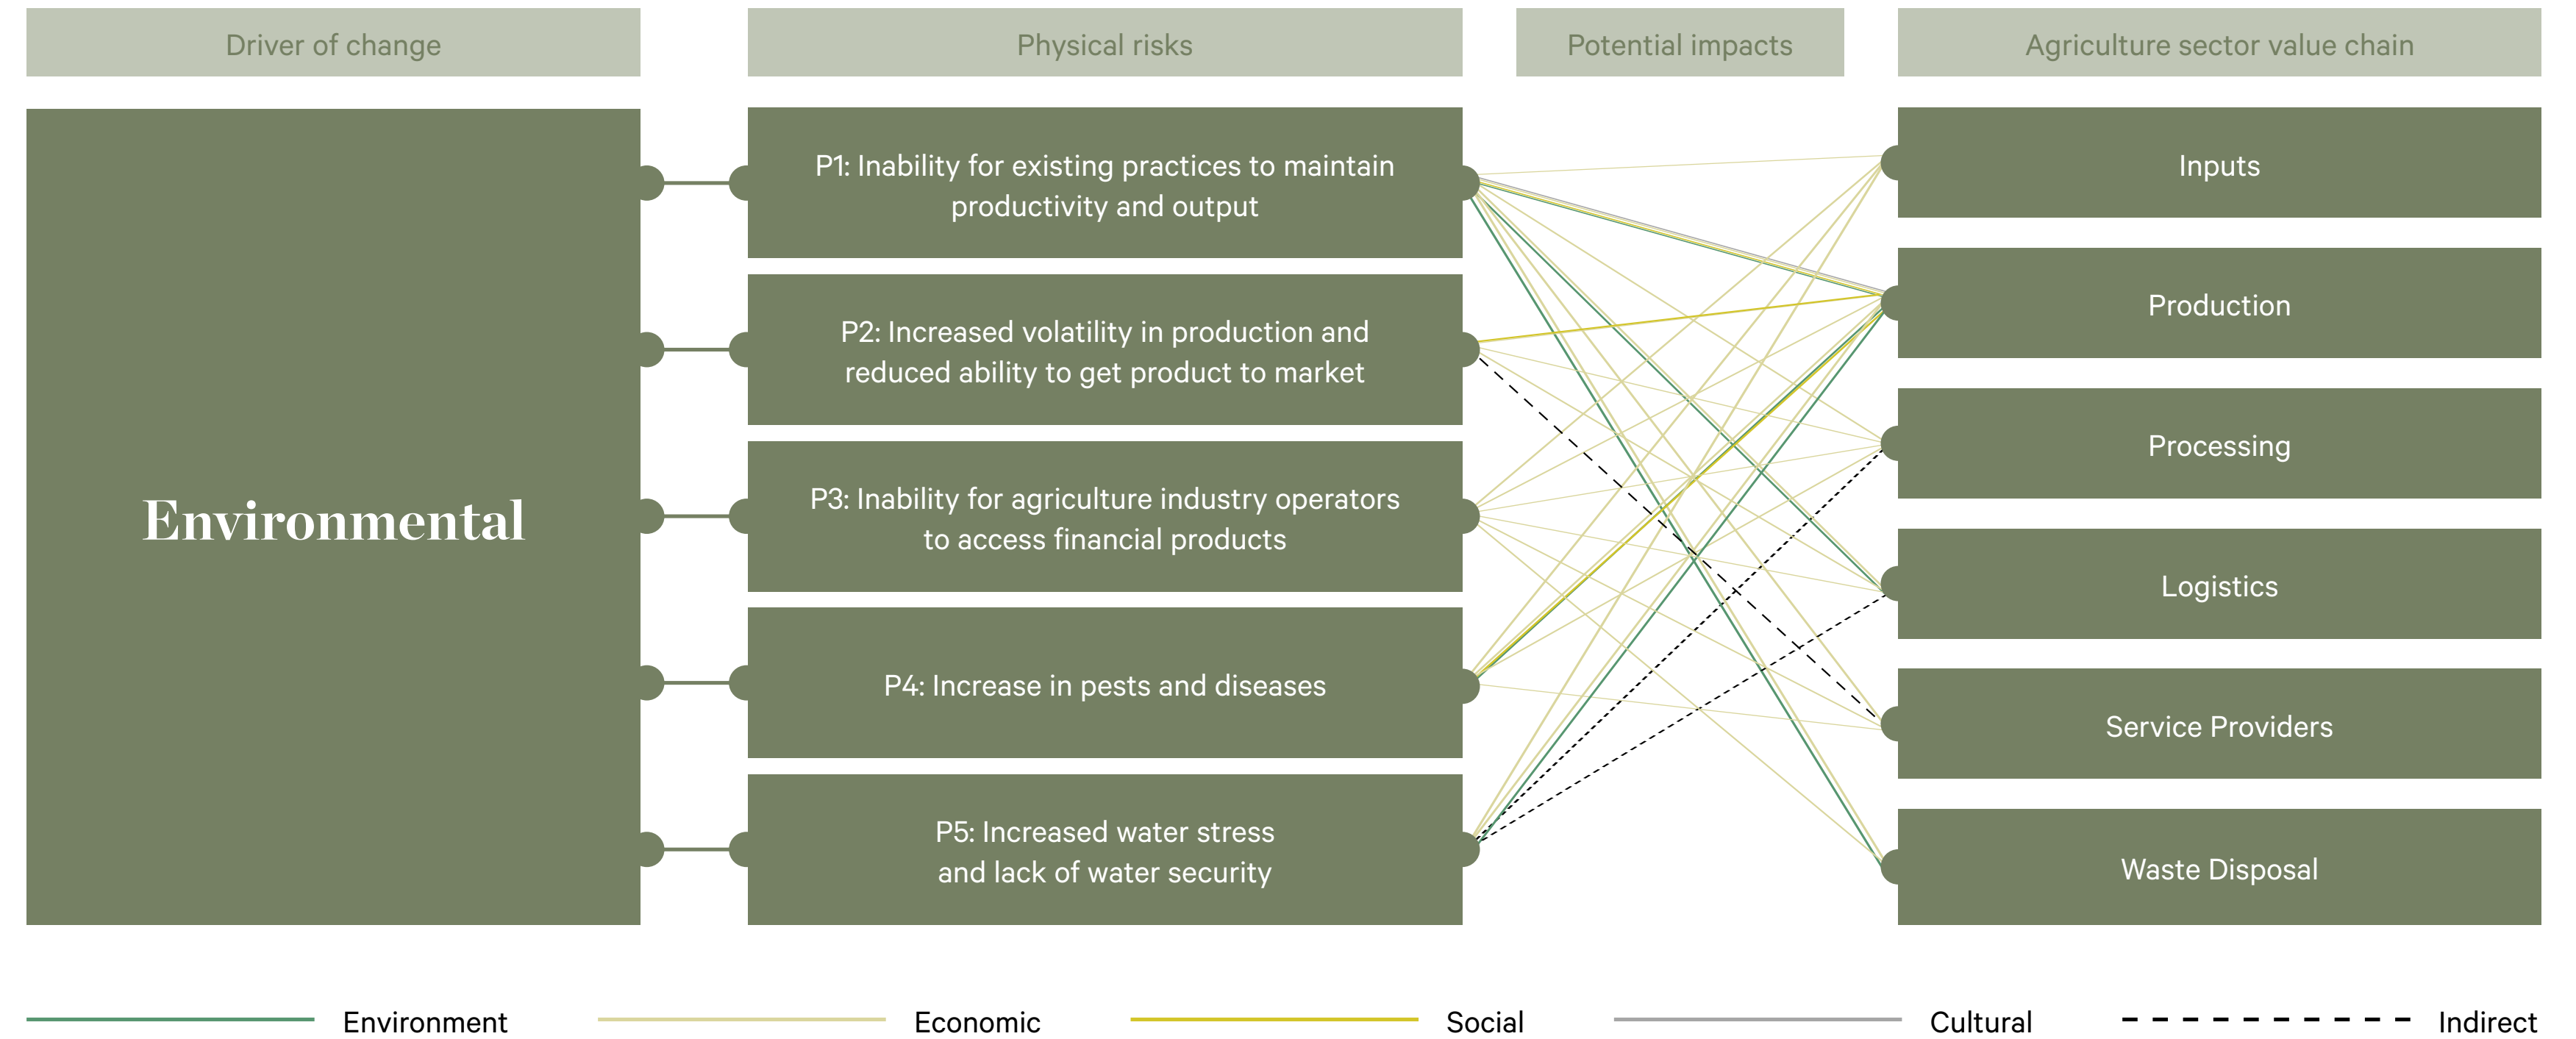 Driver of change
Physical risks
Potential impacts
Agriculture sector value chain
Environmental
P1: Inability for existing practices to maintain
productivity and output
P2: Increased volatility in production and
reduced ability to get product to market
P3: Inability for agriculture industry operators
to access financial products
P4: Increase in pests and diseases
P5: Increased water stress
and lack of water security
Inputs
Production
Processing
Logistics
Service Providers
Waste Disposal
Environment
Economic
Social
Cultural
Indirect